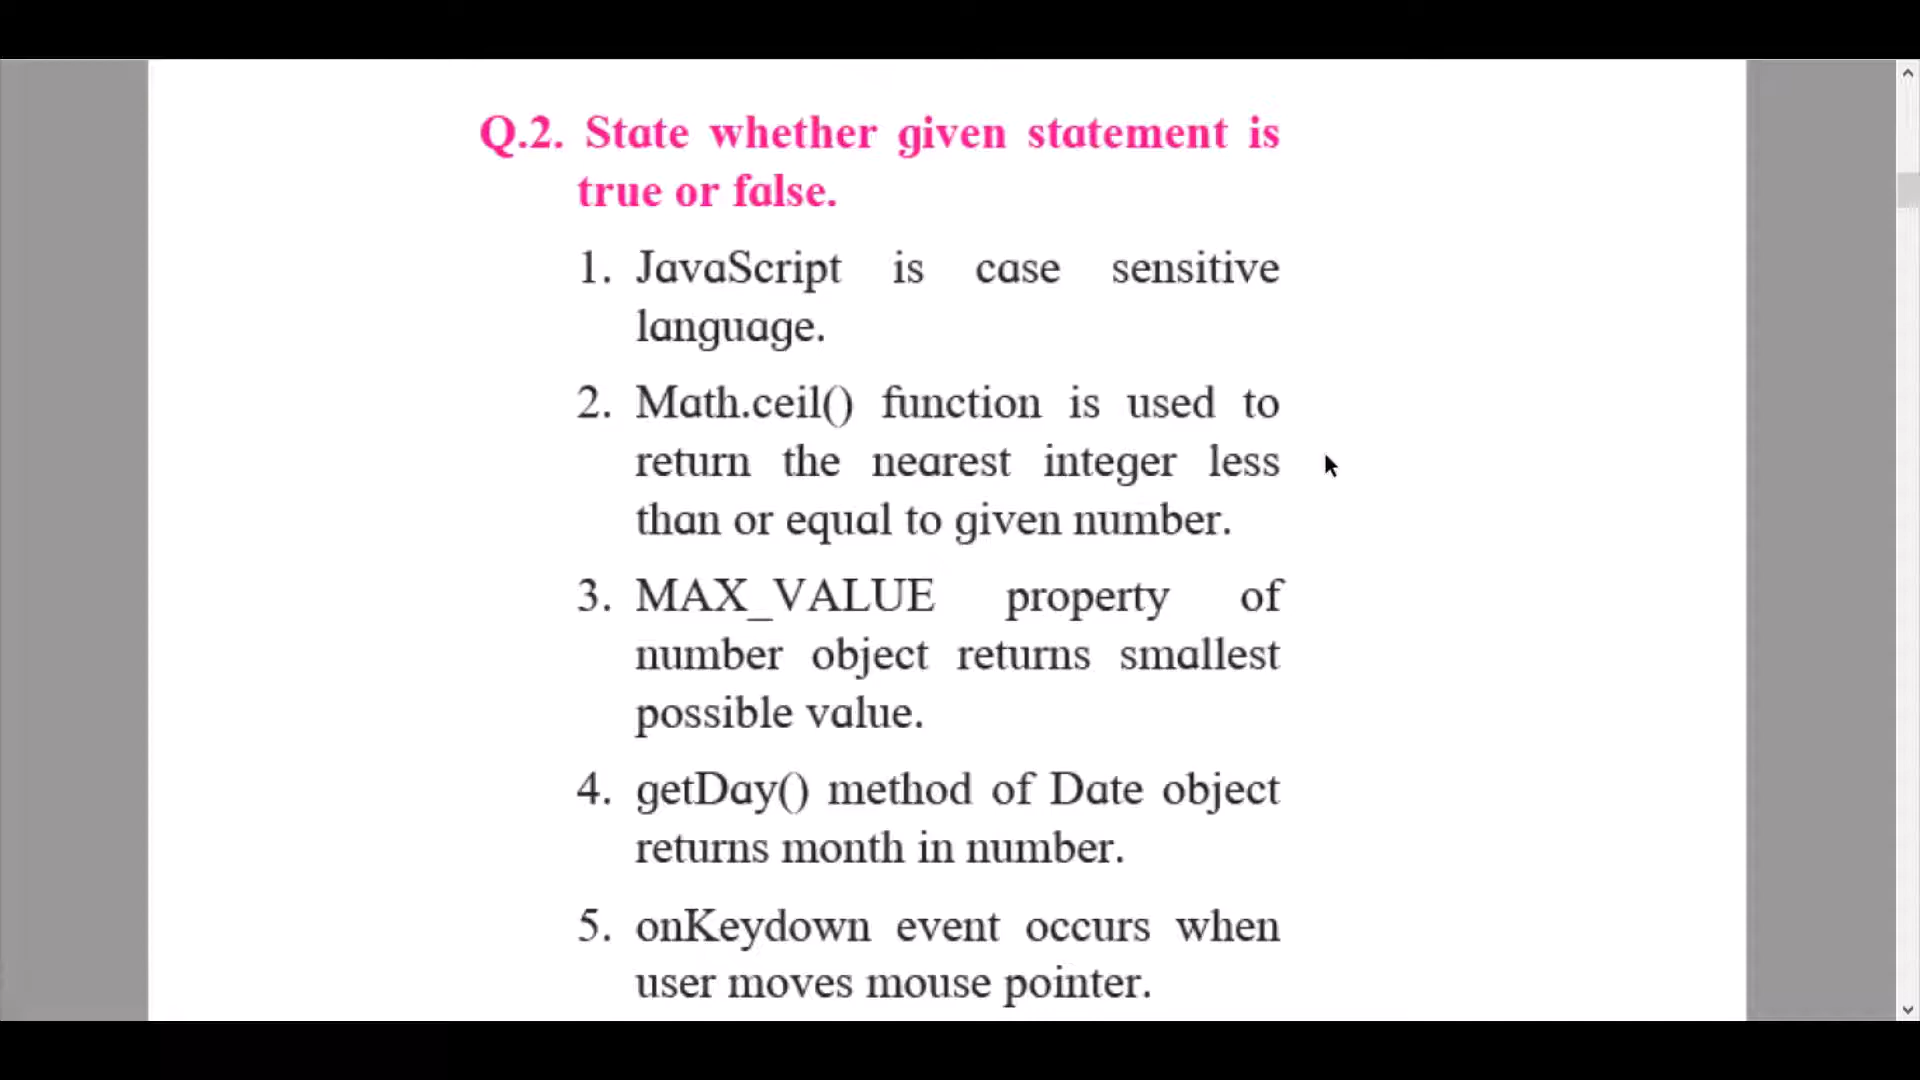 Q.2. State whether given statement is
true or false.
1. JavaScript is case sensitive
language.
2. Math.ceil() function is used to
return the nearest integer less
than or equal to given number.
3. MAX_VALUE property of
number object returns smallest
possible value.
4. getDay() method of Date object
returns month in number.
5. onKeydown event occurs when
user moves mouse pointer.